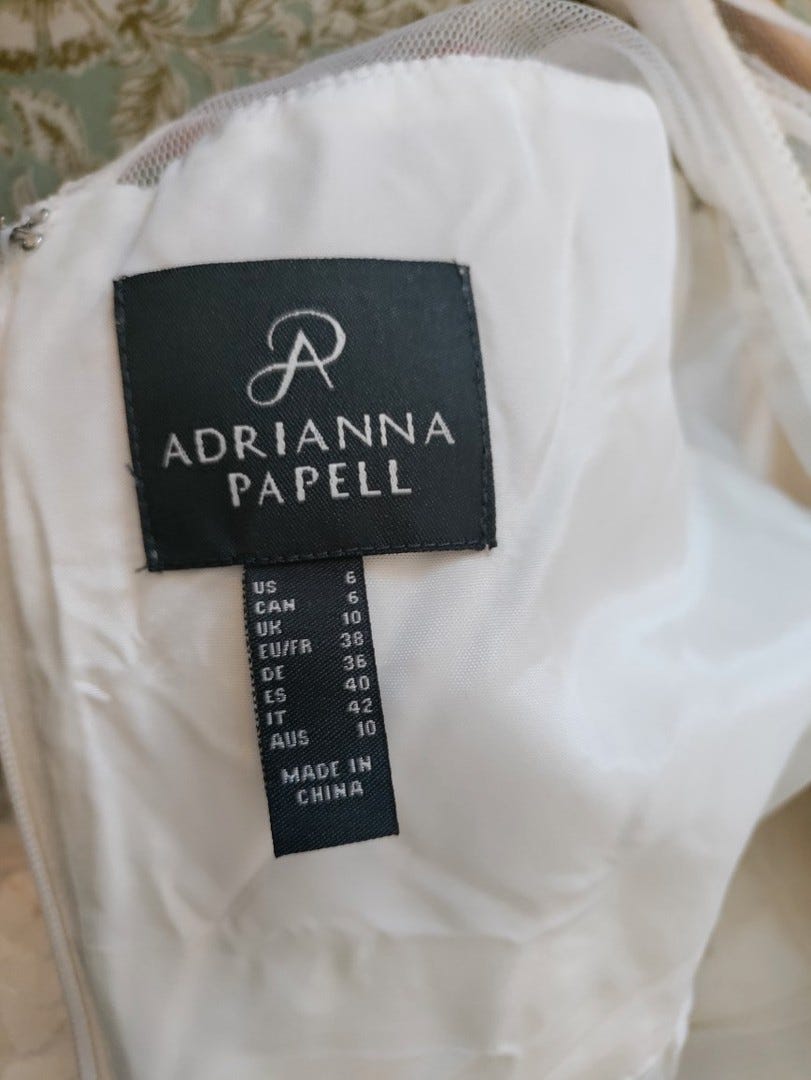 ADRIANNA
PAPELL
US 6
CAN 6
UK 10
EU/FR 38
DE 36
ES 40
IT 42
AUS 10
MADE IN
CHINA